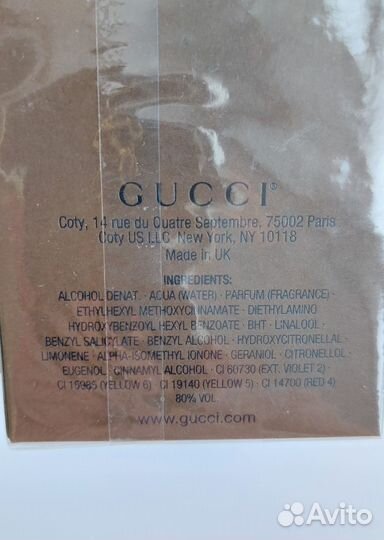 GUCCI®
Coty, 14 rue du Quatre Septembre, 75002 Paris
Coty US LLC, New York, NY 10118
Made in UK
INGREDIENTS:
ALCOHOL DENAT. · AQUA (WATER) · PARFUM (FRAGRANCE) ·
ETHYLHEXYL METHOXYCINNAMATE · DIETHYLAMINO
HYDROXYBENZOYL HEXYL BENZOATE · BHT · LINALOOL ·
BENZYL SALICYLATE · BENZYL ALCOHOL · HYDROXYCITRONELLAL ·
LIMONENE · ALPHA-ISOMETHYL IONONE · GERANIOL · CITRONELLOL ·
EUGENOL · CINNAMYL ALCOHOL · CI 60730 (EXT. VIOLET 2) ·
CI 15985 (YELLOW 6) · CI 19140 (YELLOW 5) · CI 14700 (RED 4)
80% VOL.
www.gucci.com
Avito